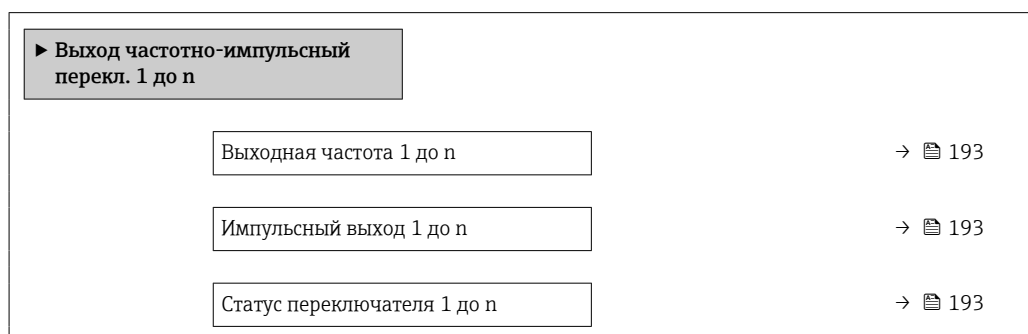 ▶ Выход частотно-импульсный
перекл. 1 до n
Выходная частота 1 до n → 193
Импульсный выход 1 до n → 193
Статус переключателя 1 до n → 193